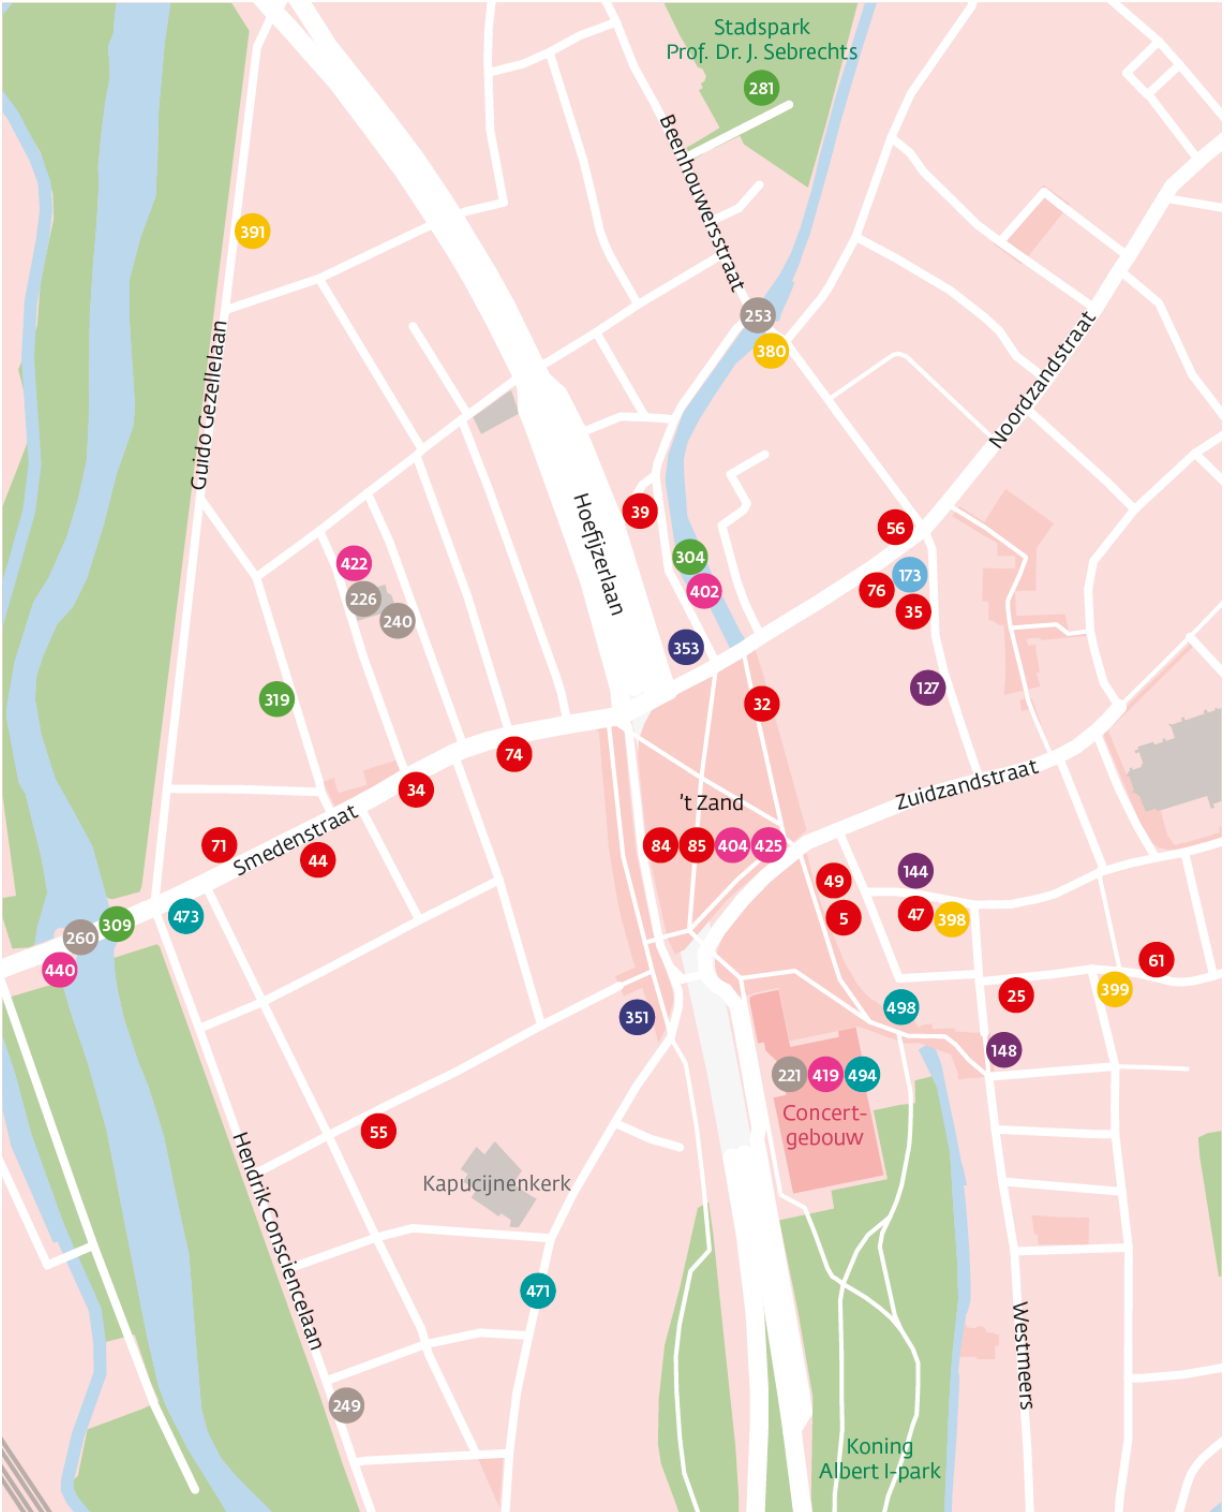 Stadspark
Prof. Dr. J. Sebrechts
281
Beenhouwersstraat
391
253
380
Guido Gezellelaan
Noordzandstraat
Hoefijzerlaan
39
56
422
304
173
226
402
76
35
240
353
127
319
32
74
Zuidzandstraat
34
't Zand
Smedenstraat
71
44
84
85
404
425
144
49
473
309
5
47
398
260
440
61
399
25
498
351
148
221
419
494
Concert-
gebouw
55
Hendrik Consciencelaan
Kapucijnenkerk
471
Westmeers
249
Koning
Albert I-park